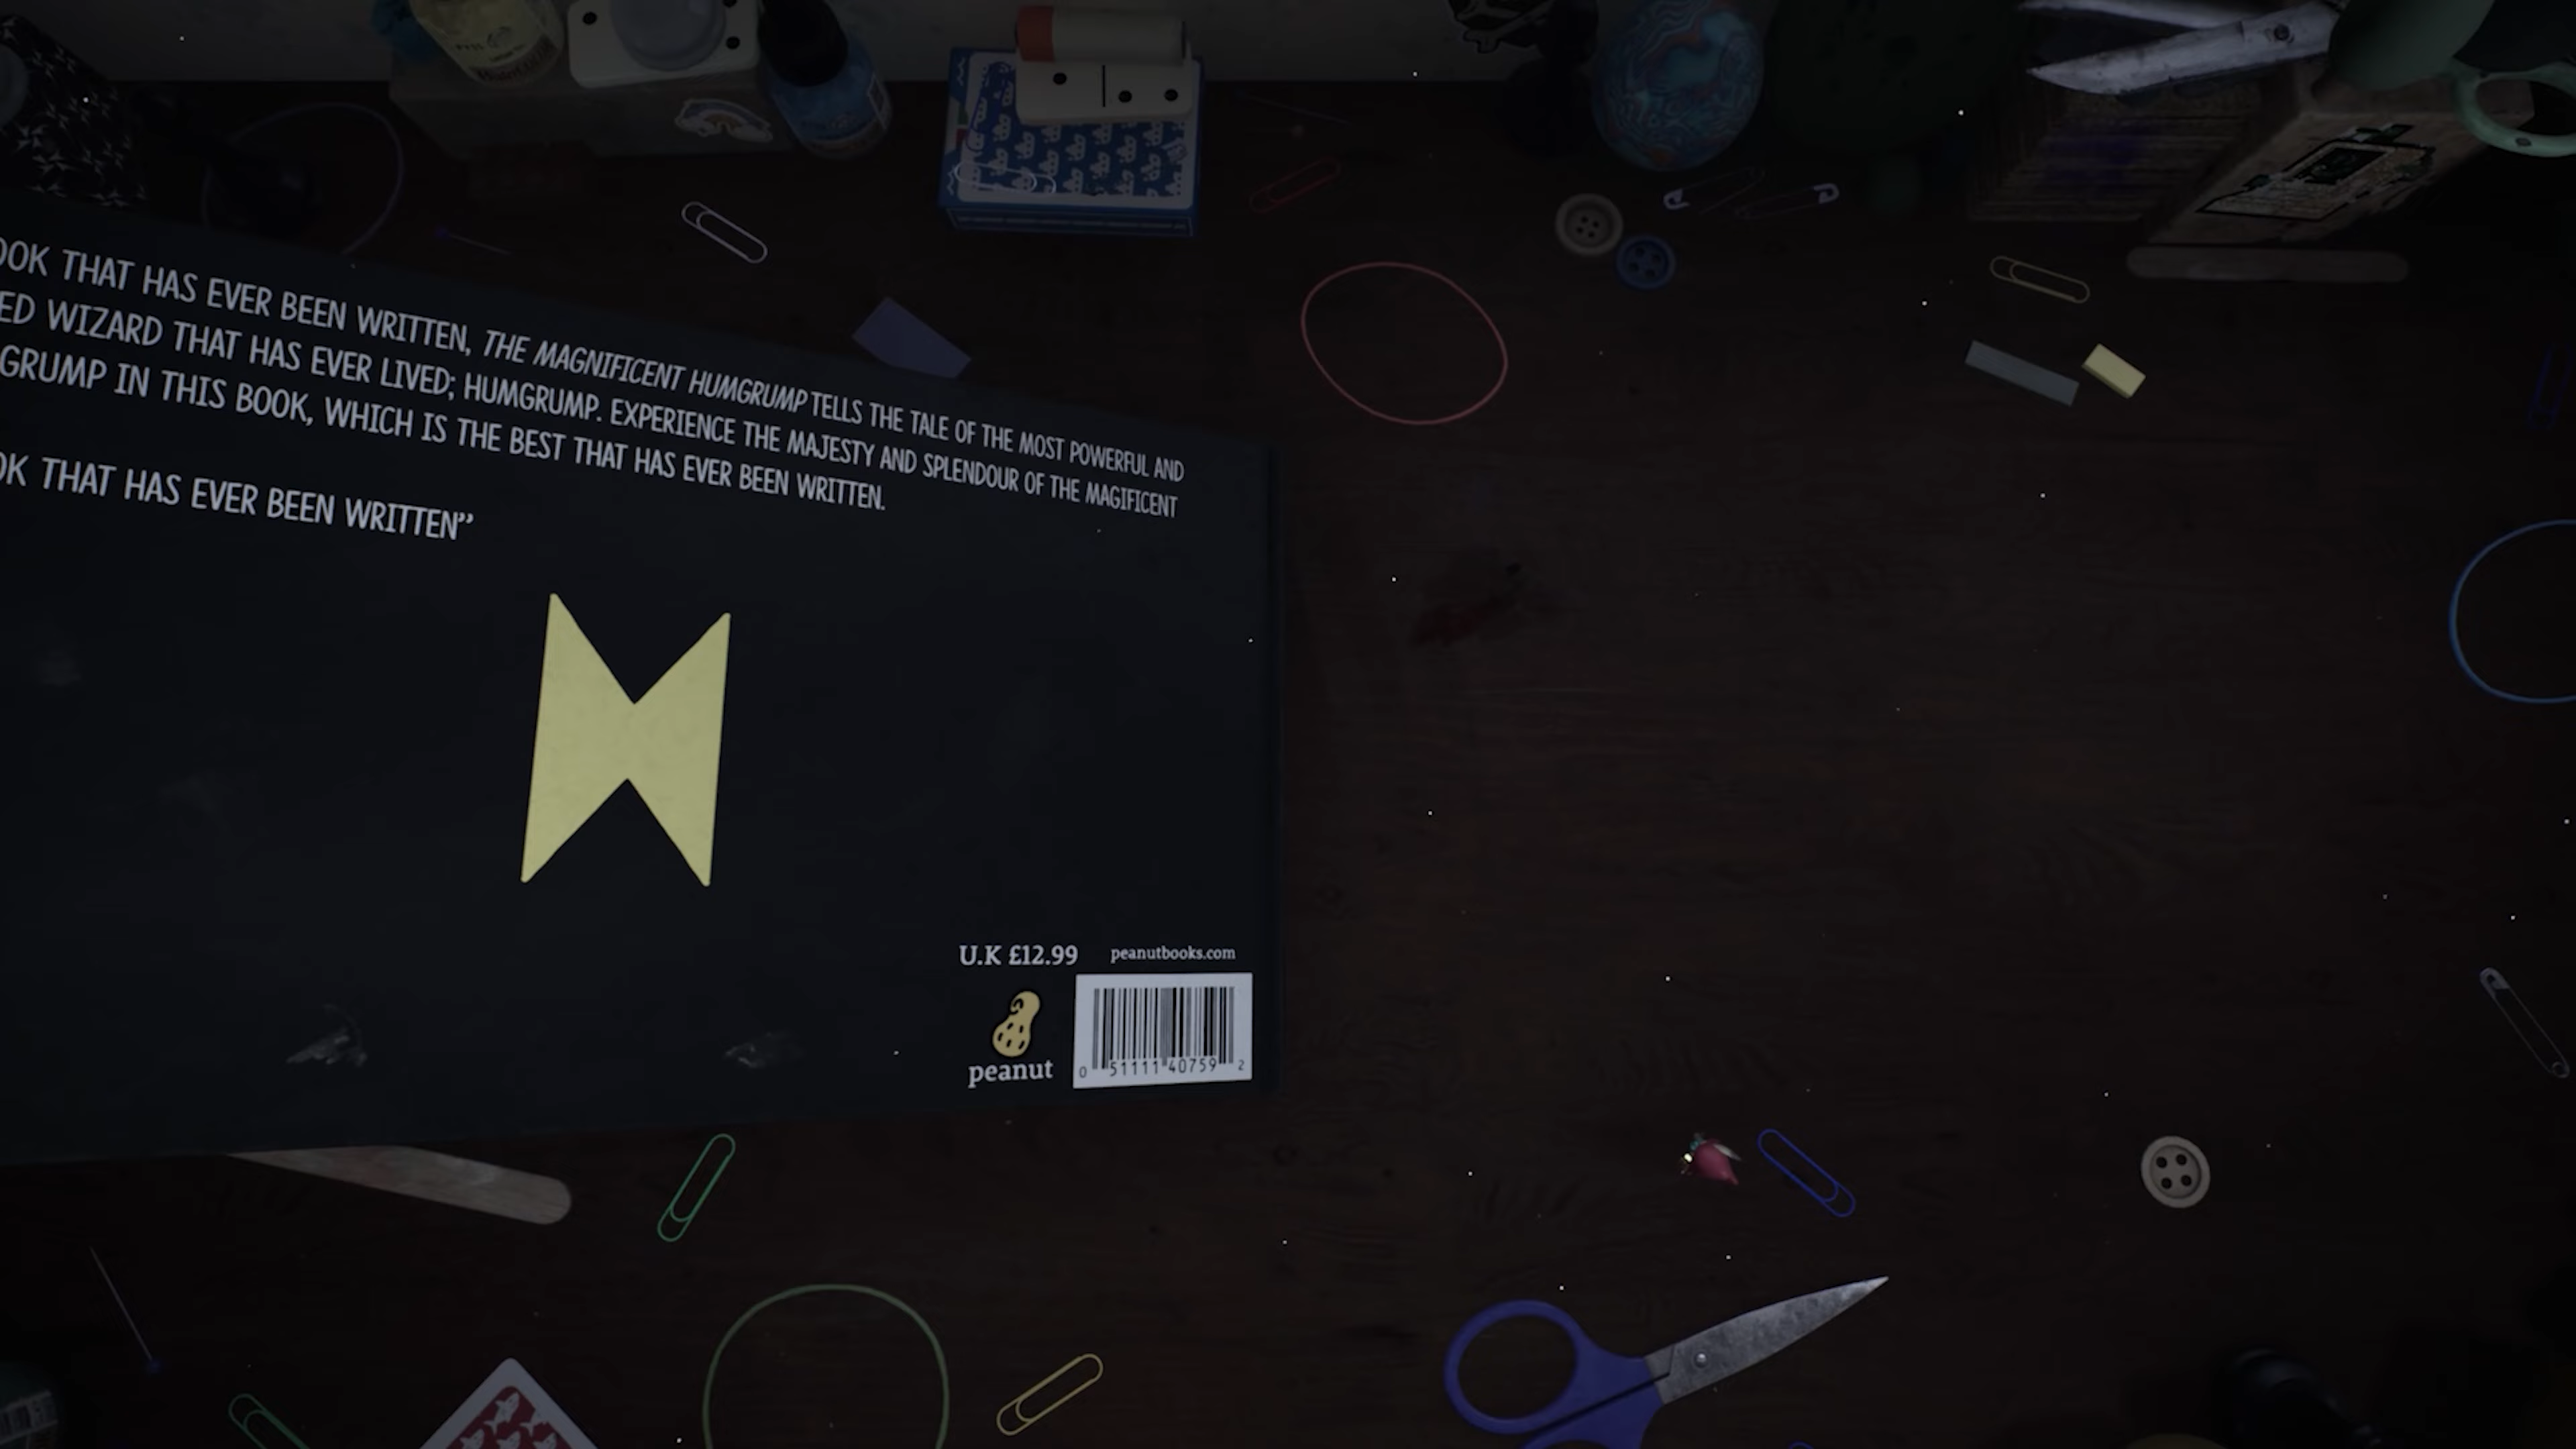 OOK THAT HAS EVER BEEN WRITTEN, THE MAGNIFICENT HUMGRUMP TELLS THE TALE OF THE MOST POWERFUL AND
ED WIZARD THAT HAS EVER LIVED; HUMGRUMP. EXPERIENCE THE MAJESTY AND SPLENDOUR OF THE MAGIFICENT
GRUMP IN THIS BOOK, WHICH IS THE BEST THAT HAS EVER BEEN WRITTEN.
OK THAT HAS EVER BEEN WRITTEN”
U.K £12.99 peanutbooks.com
peanut
0 51111 40759 2